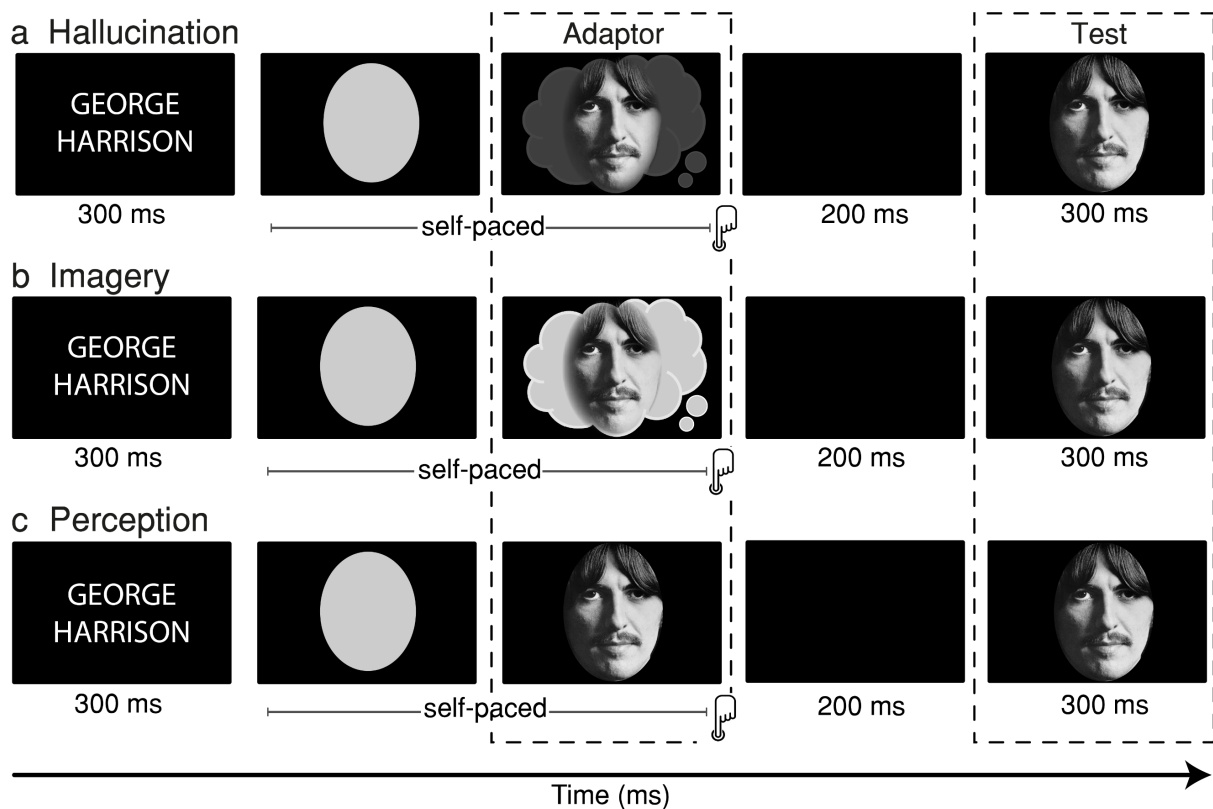 a Hallucination
Adaptor
Test
GEORGE
HARRISON
300 ms
self-paced
200 ms
300 ms
b Imagery
GEORGE
HARRISON
300 ms
self-paced
200 ms
300 ms
c Perception
GEORGE
HARRISON
300 ms
self-paced
200 ms
300 ms
Time (ms)